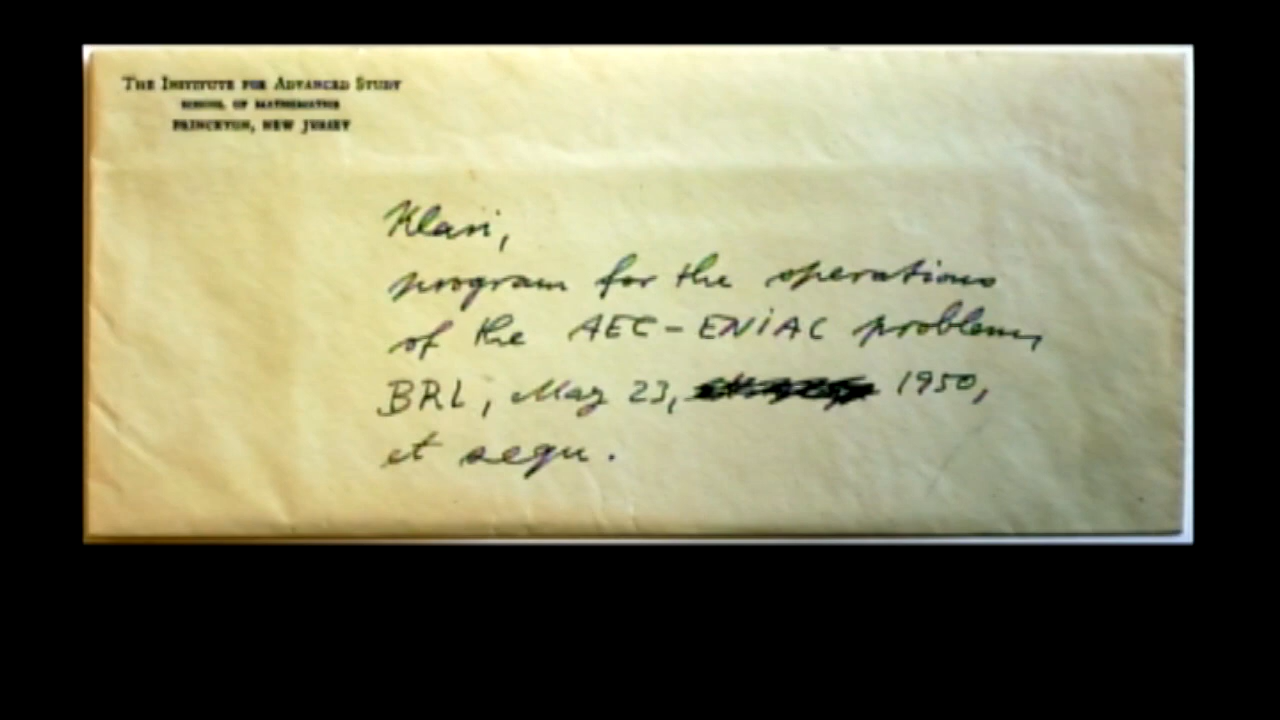 THE INSTITUTE FOR ADVANCED STUDY
SCHOOL OF MATHEMATICS
PRINCETON, NEW JERSEY
Klari,
program for the operations
of the AEC-ENIAC problem,
BRL, May 23, 1950,
et sequ.